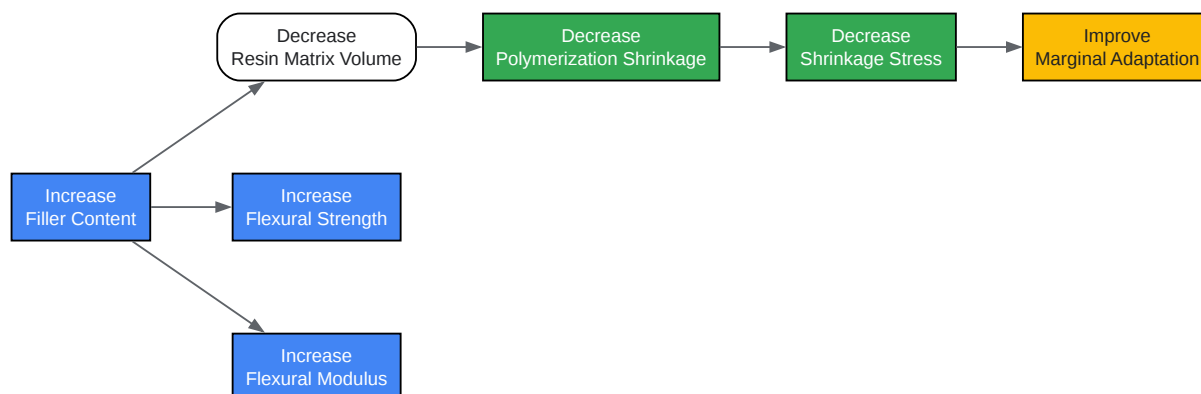 Decrease
Resin Matrix Volume
Decrease
Polymerization Shrinkage
Decrease
Shrinkage Stress
Improve
Marginal Adaptation
Increase
Filler Content
Increase
Flexural Strength
Increase
Flexural Modulus